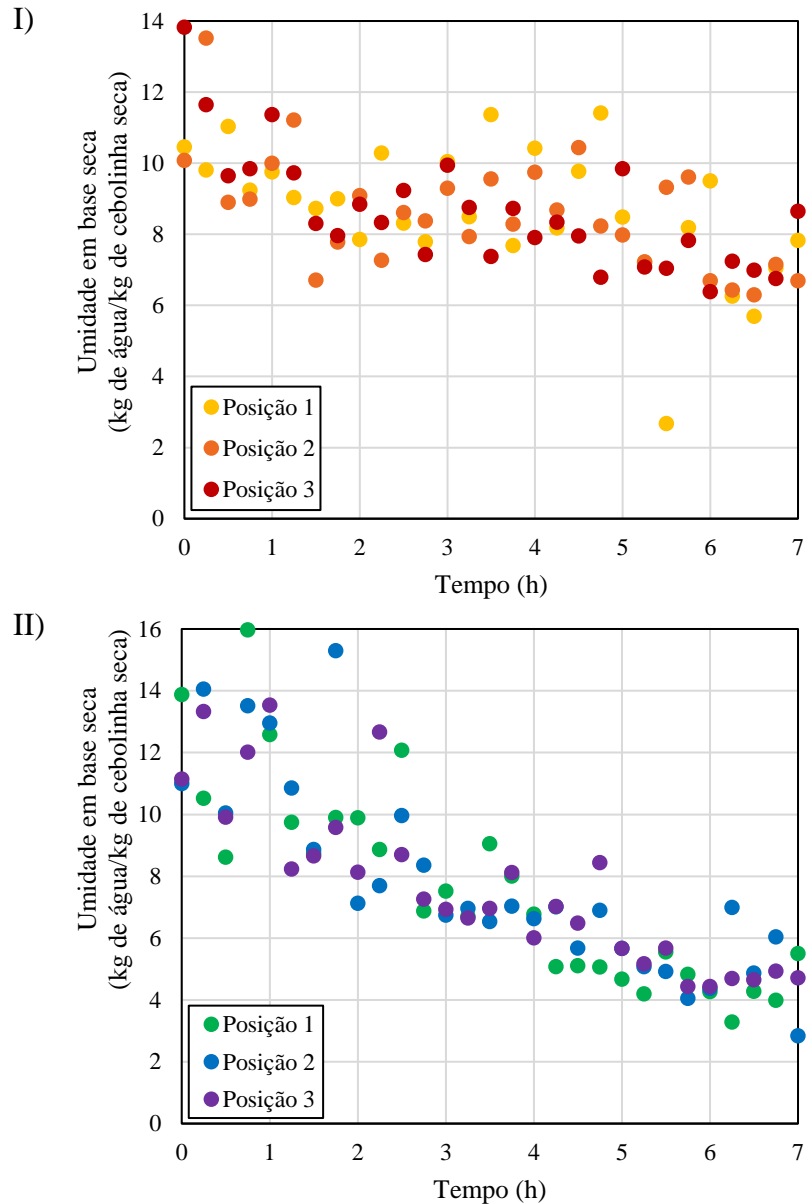 I)
Umidade em base seca
(kg de água/kg de cebolinha seca)
14
12
10
8
6
4
2
0
Posição 1
Posição 2
Posição 3
0 1 2 3 4 5 6 7
Tempo (h)
II)
Umidade em base seca
(kg de água/kg de cebolinha seca)
16
14
12
10
8
6
4
2
0
Posição 1
Posição 2
Posição 3
0 1 2 3 4 5 6 7
Tempo (h)